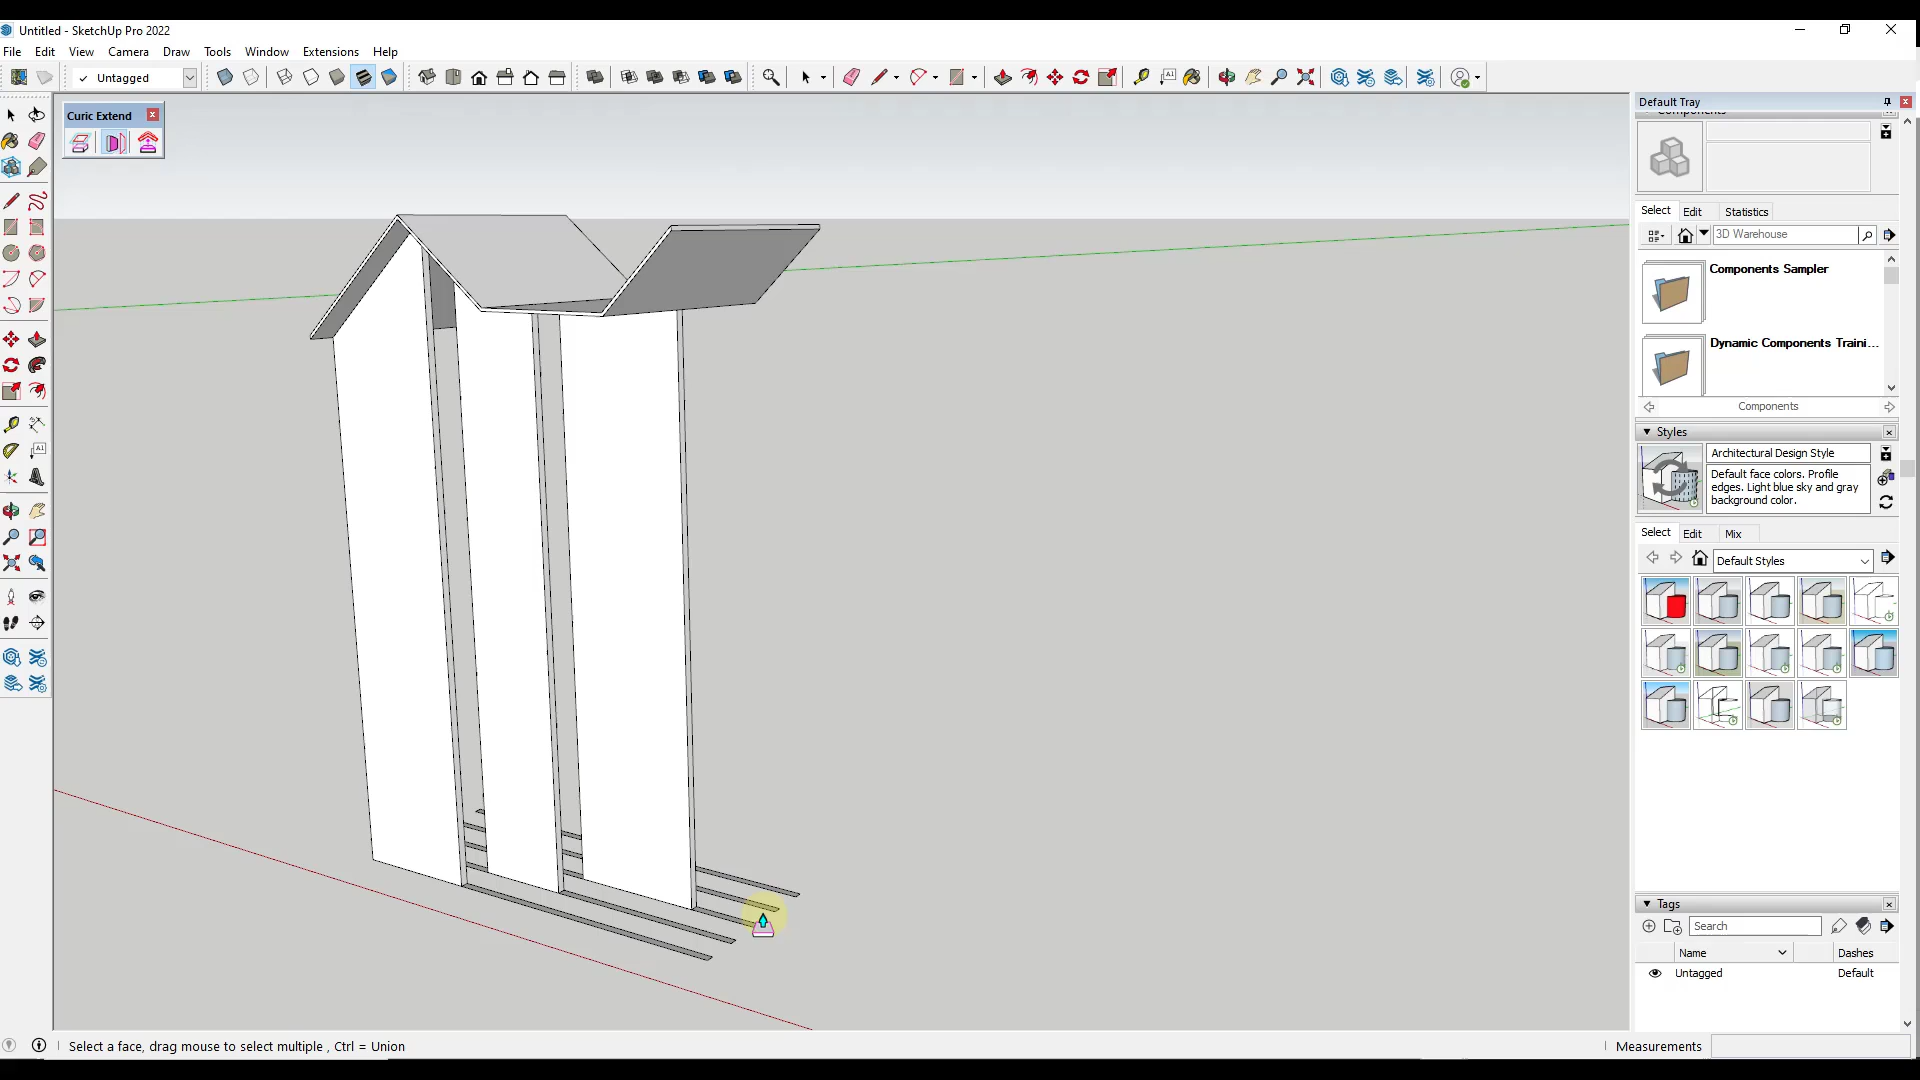 Untitled - SketchUp Pro 2022
File Edit View Camera Draw Tools Window Extensions Help
Untagged
Curic Extend
Default Tray
Components
Select Edit Statistics
3D Warehouse
Components Sampler
Dynamic Components Traini...
Components
Styles
Architectural Design Style
Default face colors. Profile
edges. Light blue sky and gray
background color.
Select Edit Mix
Default Styles
Tags
Search
Name Dashes
Untagged Default
Select a face, drag mouse to select multiple , Ctrl = Union
Measurements